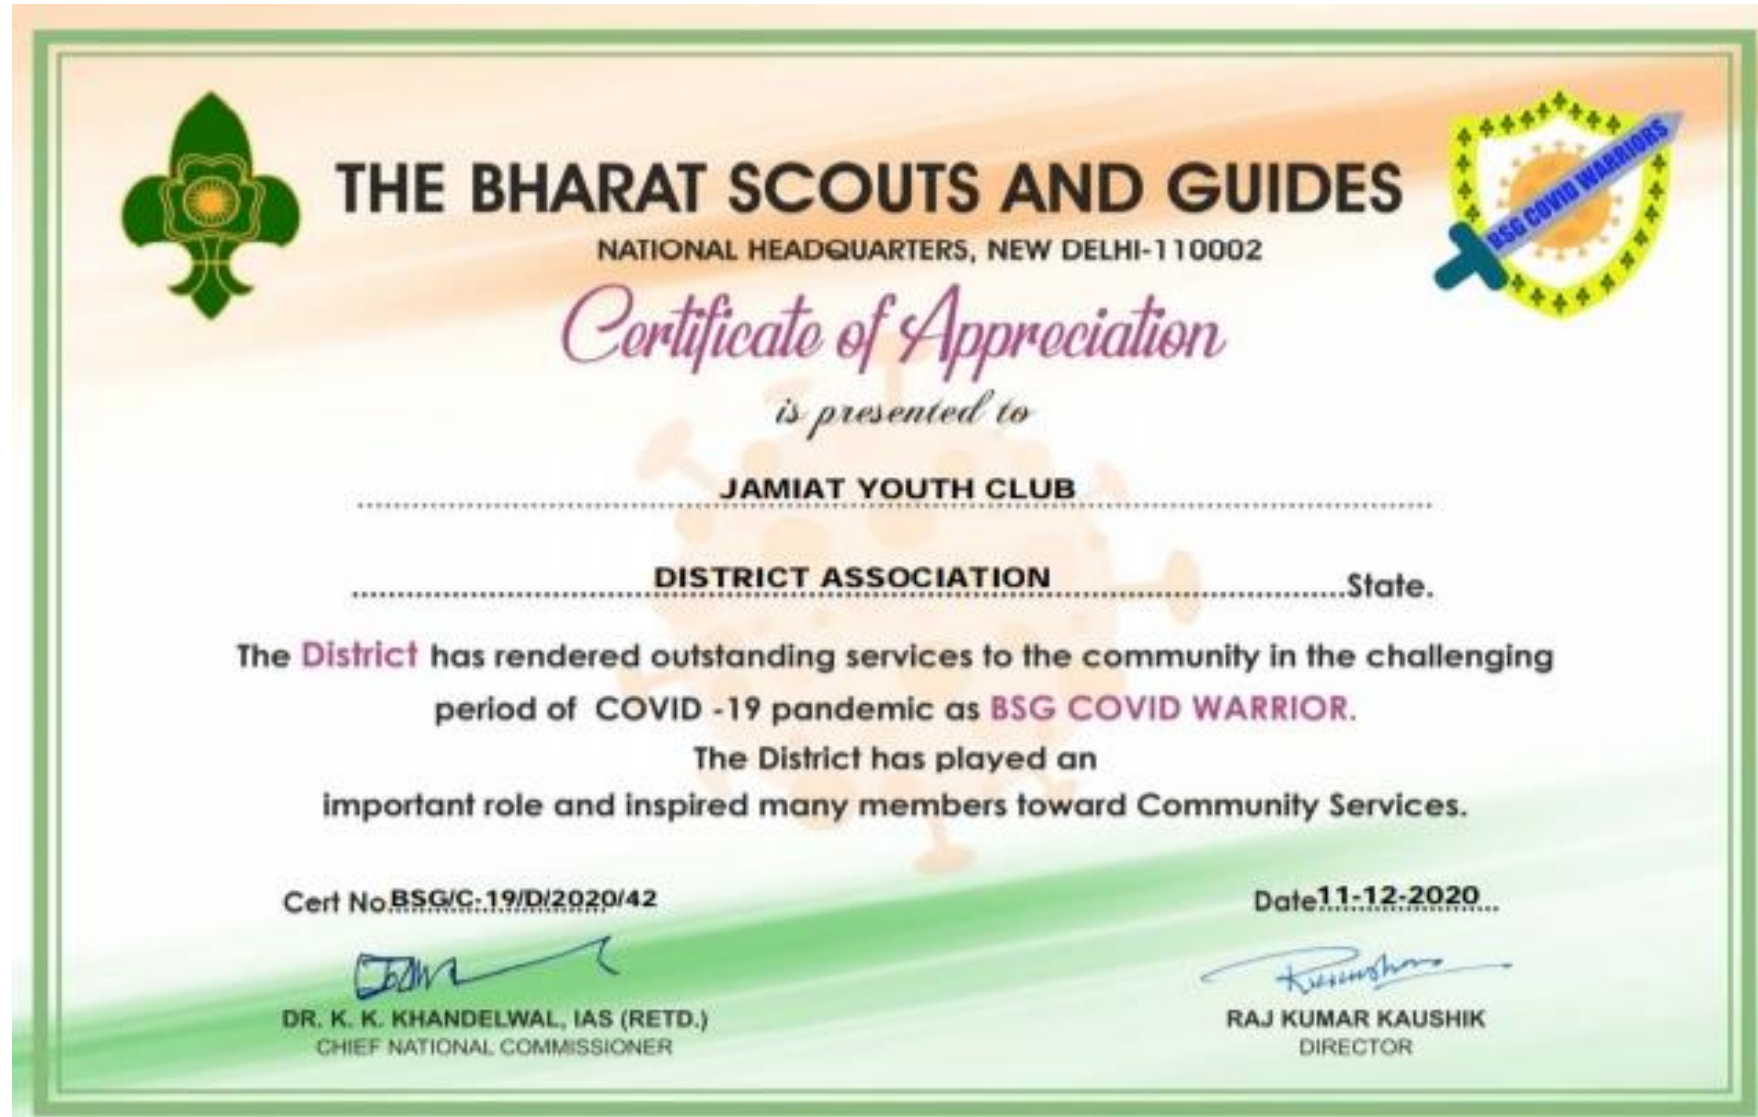 THE BHARAT SCOUTS AND GUIDES
BSG COVID WARRIORS
NATIONAL HEADQUARTERS, NEW DELHI-110002
Certificate of Appreciation
is presented to
JAMIAT YOUTH CLUB
DISTRICT ASSOCIATION State.
The District has rendered outstanding services to the community in the challenging
period of COVID -19 pandemic as BSG COVID WARRIOR.
The District has played an
important role and inspired many members toward Community Services.
Cert No. BSG/C-19/D/2020/42
Date 11-12-2020
DR. K. K. KHANDELWAL, IAS (RETD.)
CHIEF NATIONAL COMMISSIONER
RAJ KUMAR KAUSHIK
DIRECTOR